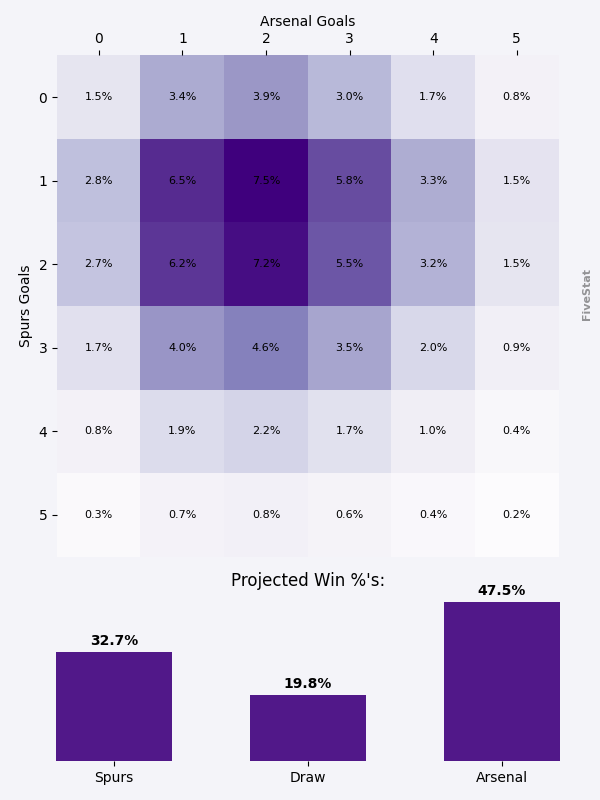 Arsenal Goals
0 1 2 3 4 5
0 1.5% 3.4% 3.9% 3.0% 1.7% 0.8%
1 2.8% 6.5% 7.5% 5.8% 3.3% 1.5%
2 2.7% 6.2% 7.2% 5.5% 3.2% 1.5%
3 1.7% 4.0% 4.6% 3.5% 2.0% 0.9%
4 0.8% 1.9% 2.2% 1.7% 1.0% 0.4%
5 0.3% 0.7% 0.8% 0.6% 0.4% 0.2%
Spurs Goals
FiveStat
Projected Win %'s:
32.7% 19.8% 47.5%
Spurs Draw Arsenal